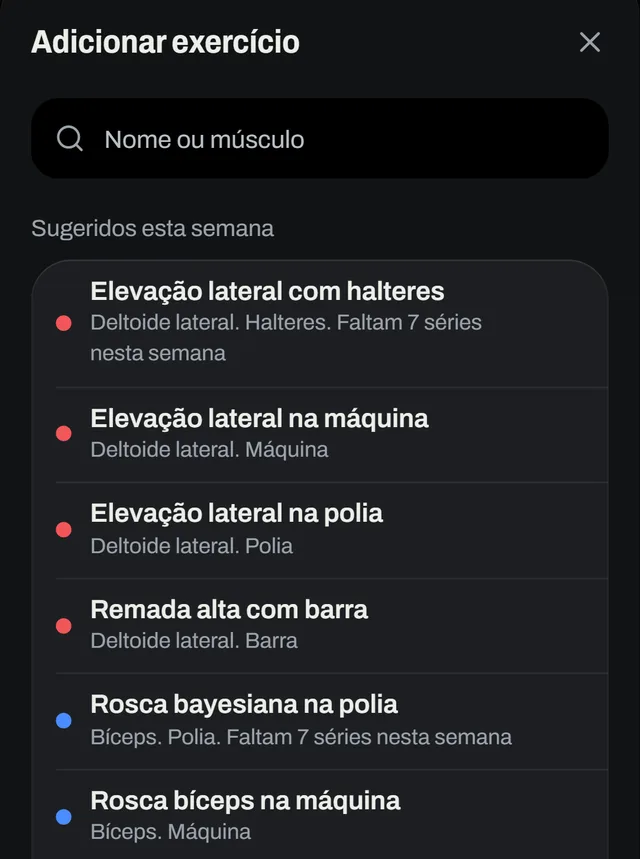 Adicionar exercício
Nome ou músculo
Sugeridos esta semana
Elevação lateral com halteres
Deltoide lateral. Halteres. Faltam 7 séries
nesta semana
Elevação lateral na máquina
Deltoide lateral. Máquina
Elevação lateral na polia
Deltoide lateral. Polia
Remada alta com barra
Deltoide lateral. Barra
Rosca bayesiana na polia
Bíceps. Polia. Faltam 7 séries nesta semana
Rosca bíceps na máquina
Bíceps. Máquina